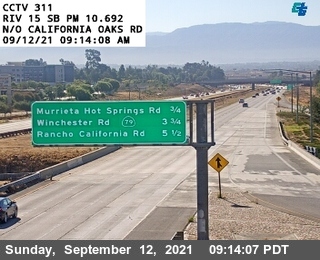 CCTV 311
RIV 15 SB PM 10.692
N/O CALIFORNIA OAKS RD
09/12/21 09:14:08 AM
Murrieta Hot Springs Rd 3/4
Winchester Rd 79 3 3/4
Rancho California Rd 5 1/2
Sunday, September 12, 2021 09:14:07 PDT